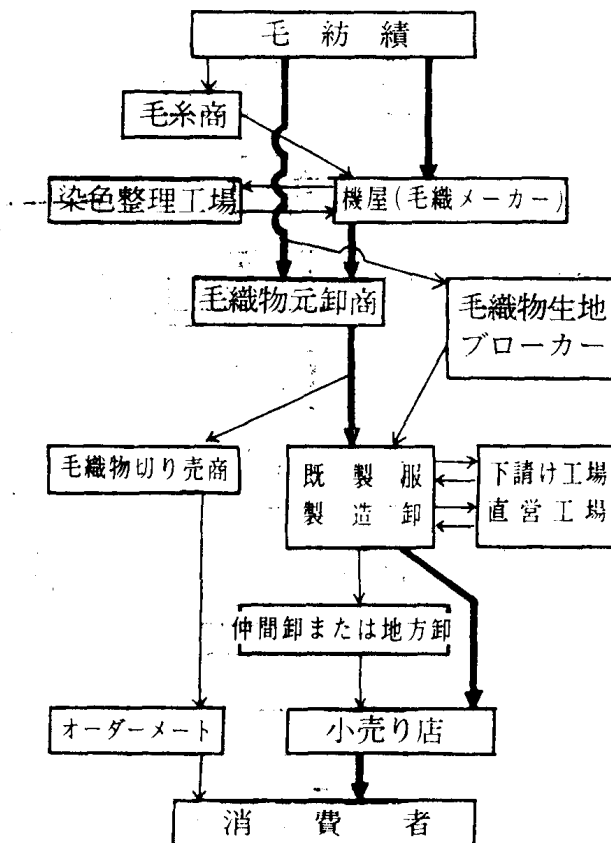 毛紡績
毛糸商
染色整理工場
機屋(毛織メーカー)
毛織物元卸商
毛織物生地
ブローカー
毛織物切り売商
既製服
製造卸
下請け工場
直営工場
仲間卸または地方卸
オーダーメート
小売り店
消費者